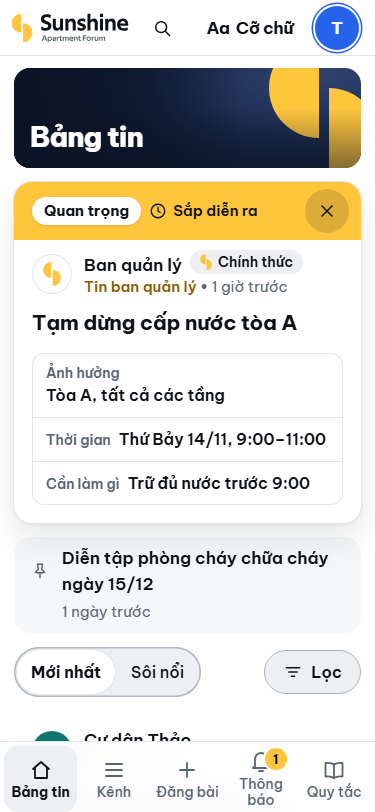 Sunshine
Apartment Forum
Aa Cỡ chữ
T
Bảng tin
Quan trọng
Sắp diễn ra
Ban quản lý
Chính thức
Tin ban quản lý • 1 giờ trước
Tạm dừng cấp nước tòa A
Ảnh hưởng
Tòa A, tất cả các tầng
Thời gian Thứ Bảy 14/11, 9:00–11:00
Cần làm gì Trữ đủ nước trước 9:00
Diễn tập phòng cháy chữa cháy
ngày 15/12
1 ngày trước
Mới nhất
Sôi nổi
Lọc
Cư dân Thảo
Bảng tin
Kênh
Đăng bài
1
Thông
báo
Quy tắc